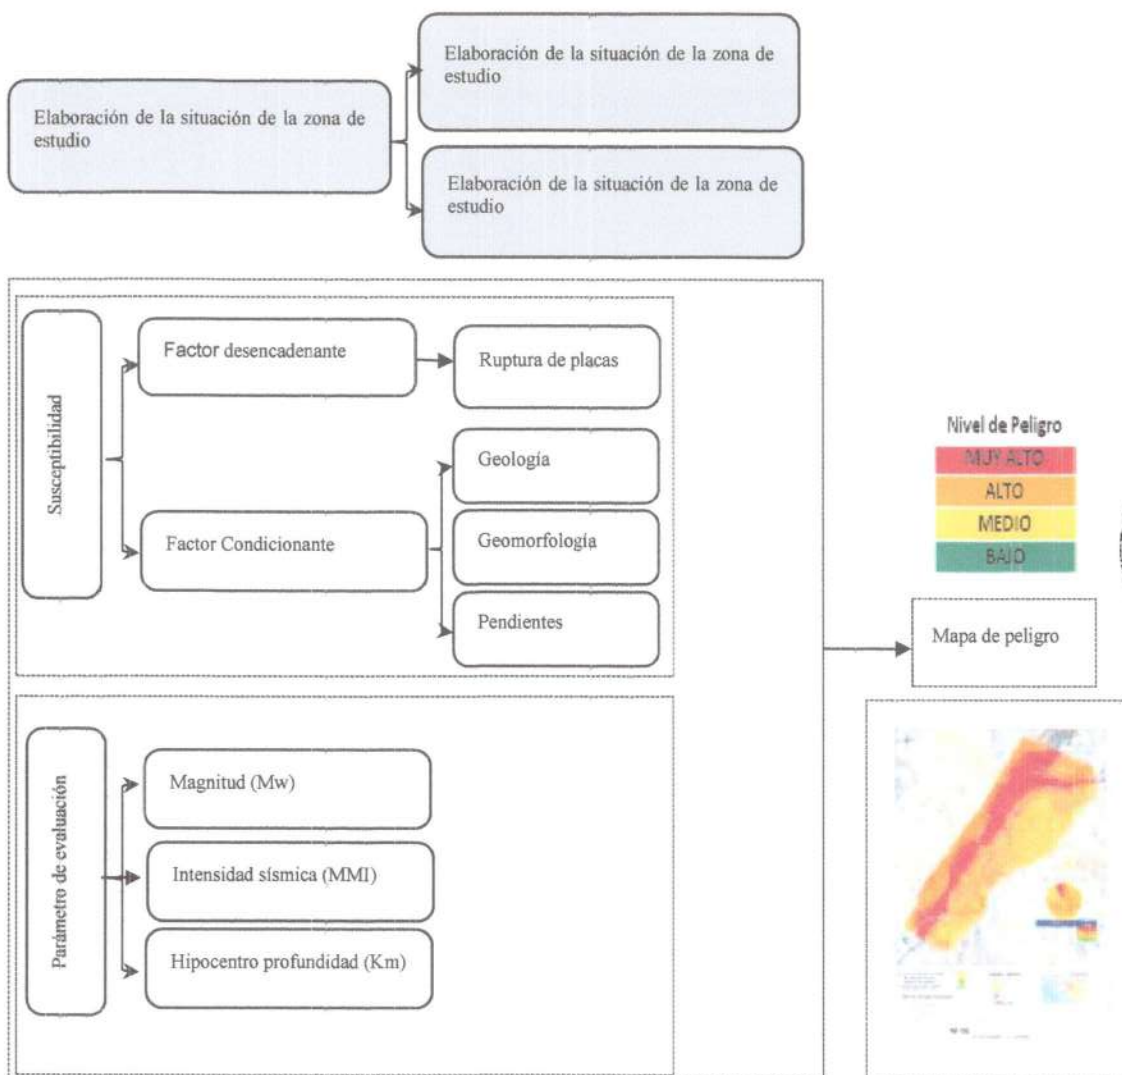 Elaboración de la situación de la zona de
estudio
Elaboración de la situación de la zona de
estudio
Elaboración de la situación de la zona de
estudio
Susceptibilidad
Factor desencadenante
Ruptura de placas
Factor Condicionante
Geología
Geomorfología
Pendientes
Parámetro de evaluación
Magnitud (Mw)
Intensidad sísmica (MMI)
Hipocentro profundidad (Km)
Nivel de Peligro
MUY ALTO
ALTO
MEDIO
BAJO
Mapa de peligro